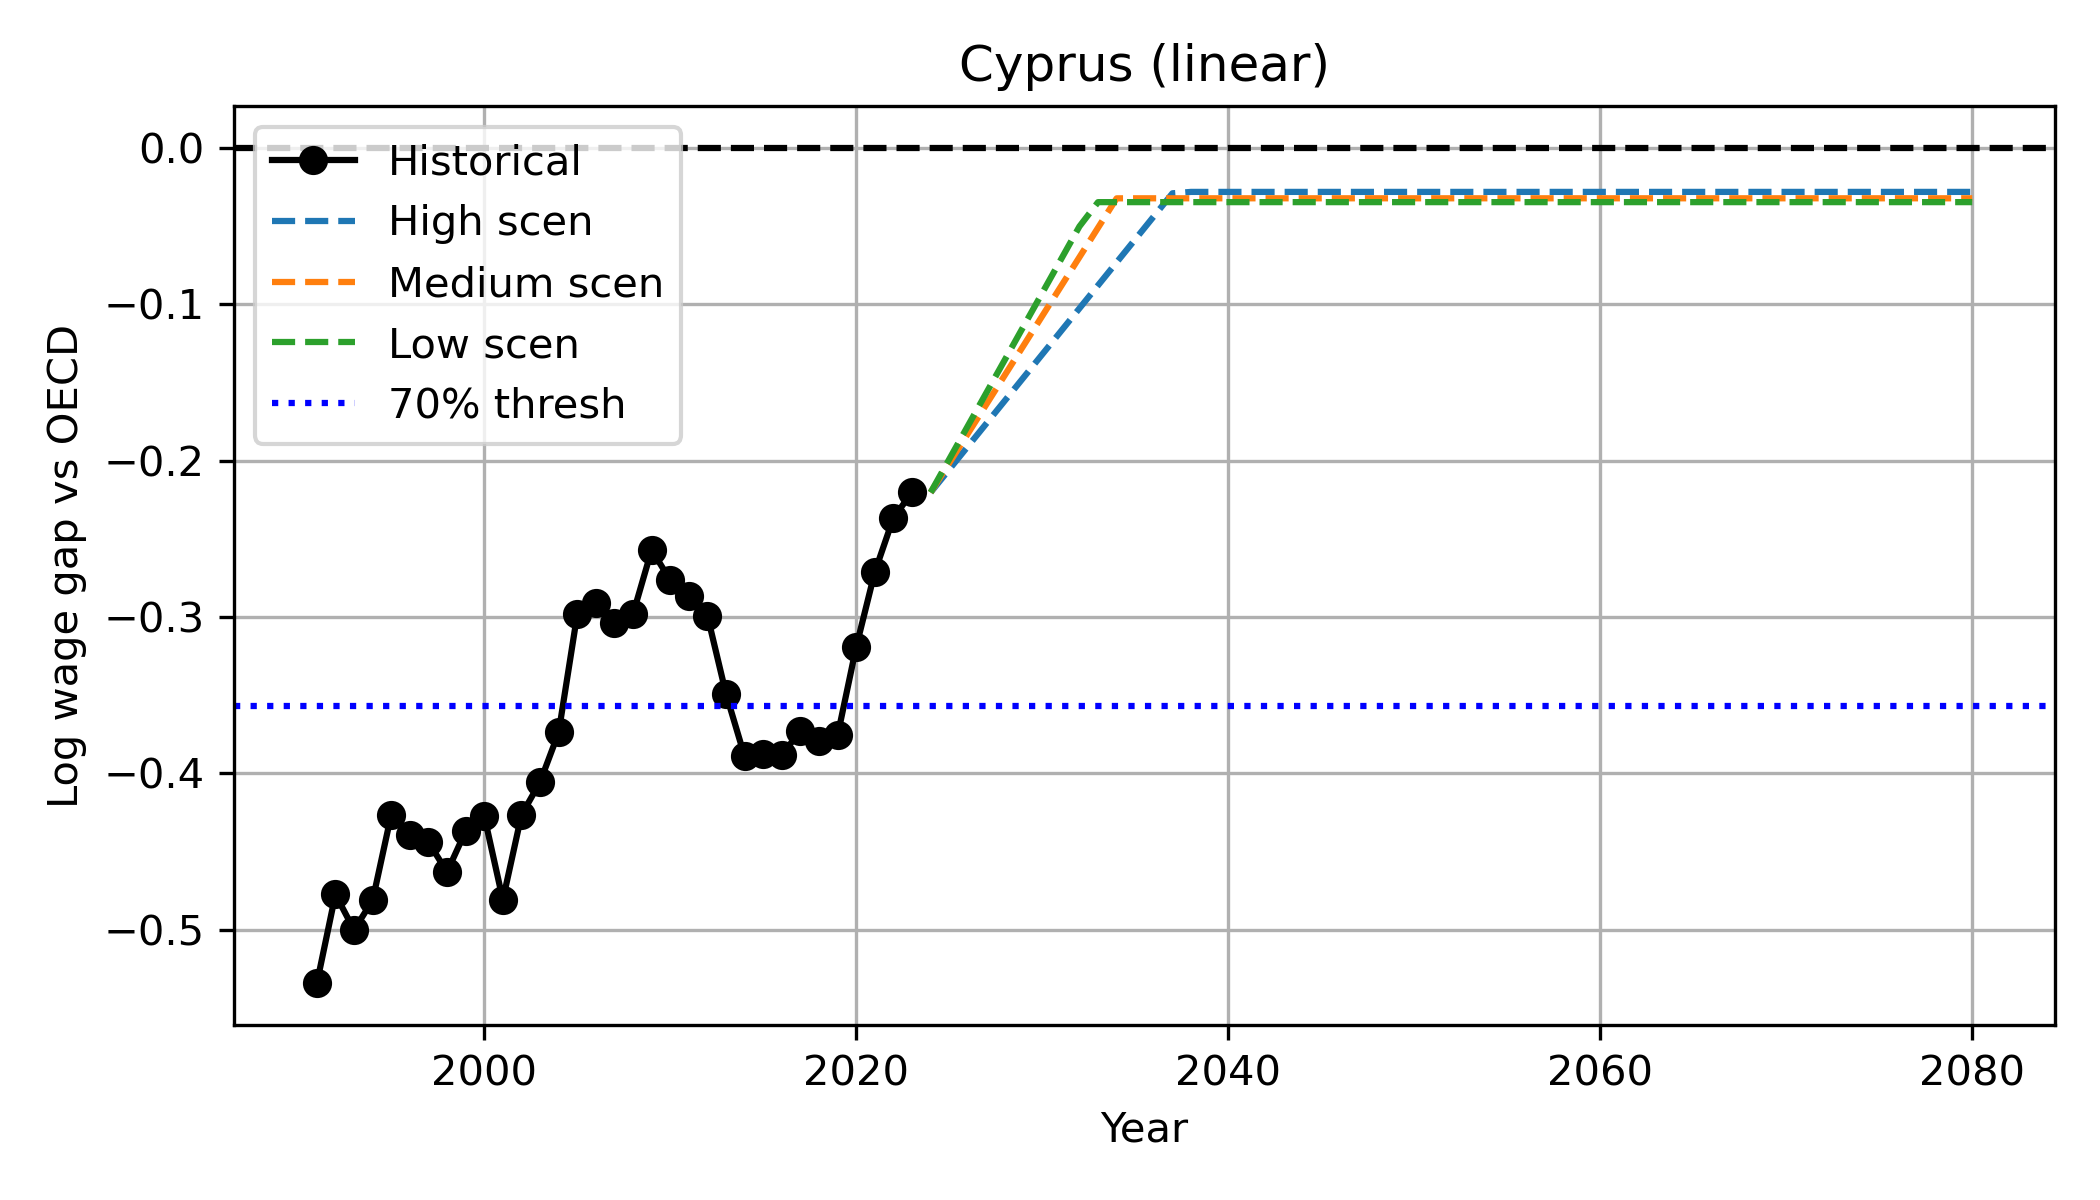 Cyprus (linear)
Historical
High scen
Medium scen
Low scen
70% thresh
Log wage gap vs OECD
0.0
−0.1
−0.2
−0.3
−0.4
−0.5
2000
2020
2040
2060
2080
Year